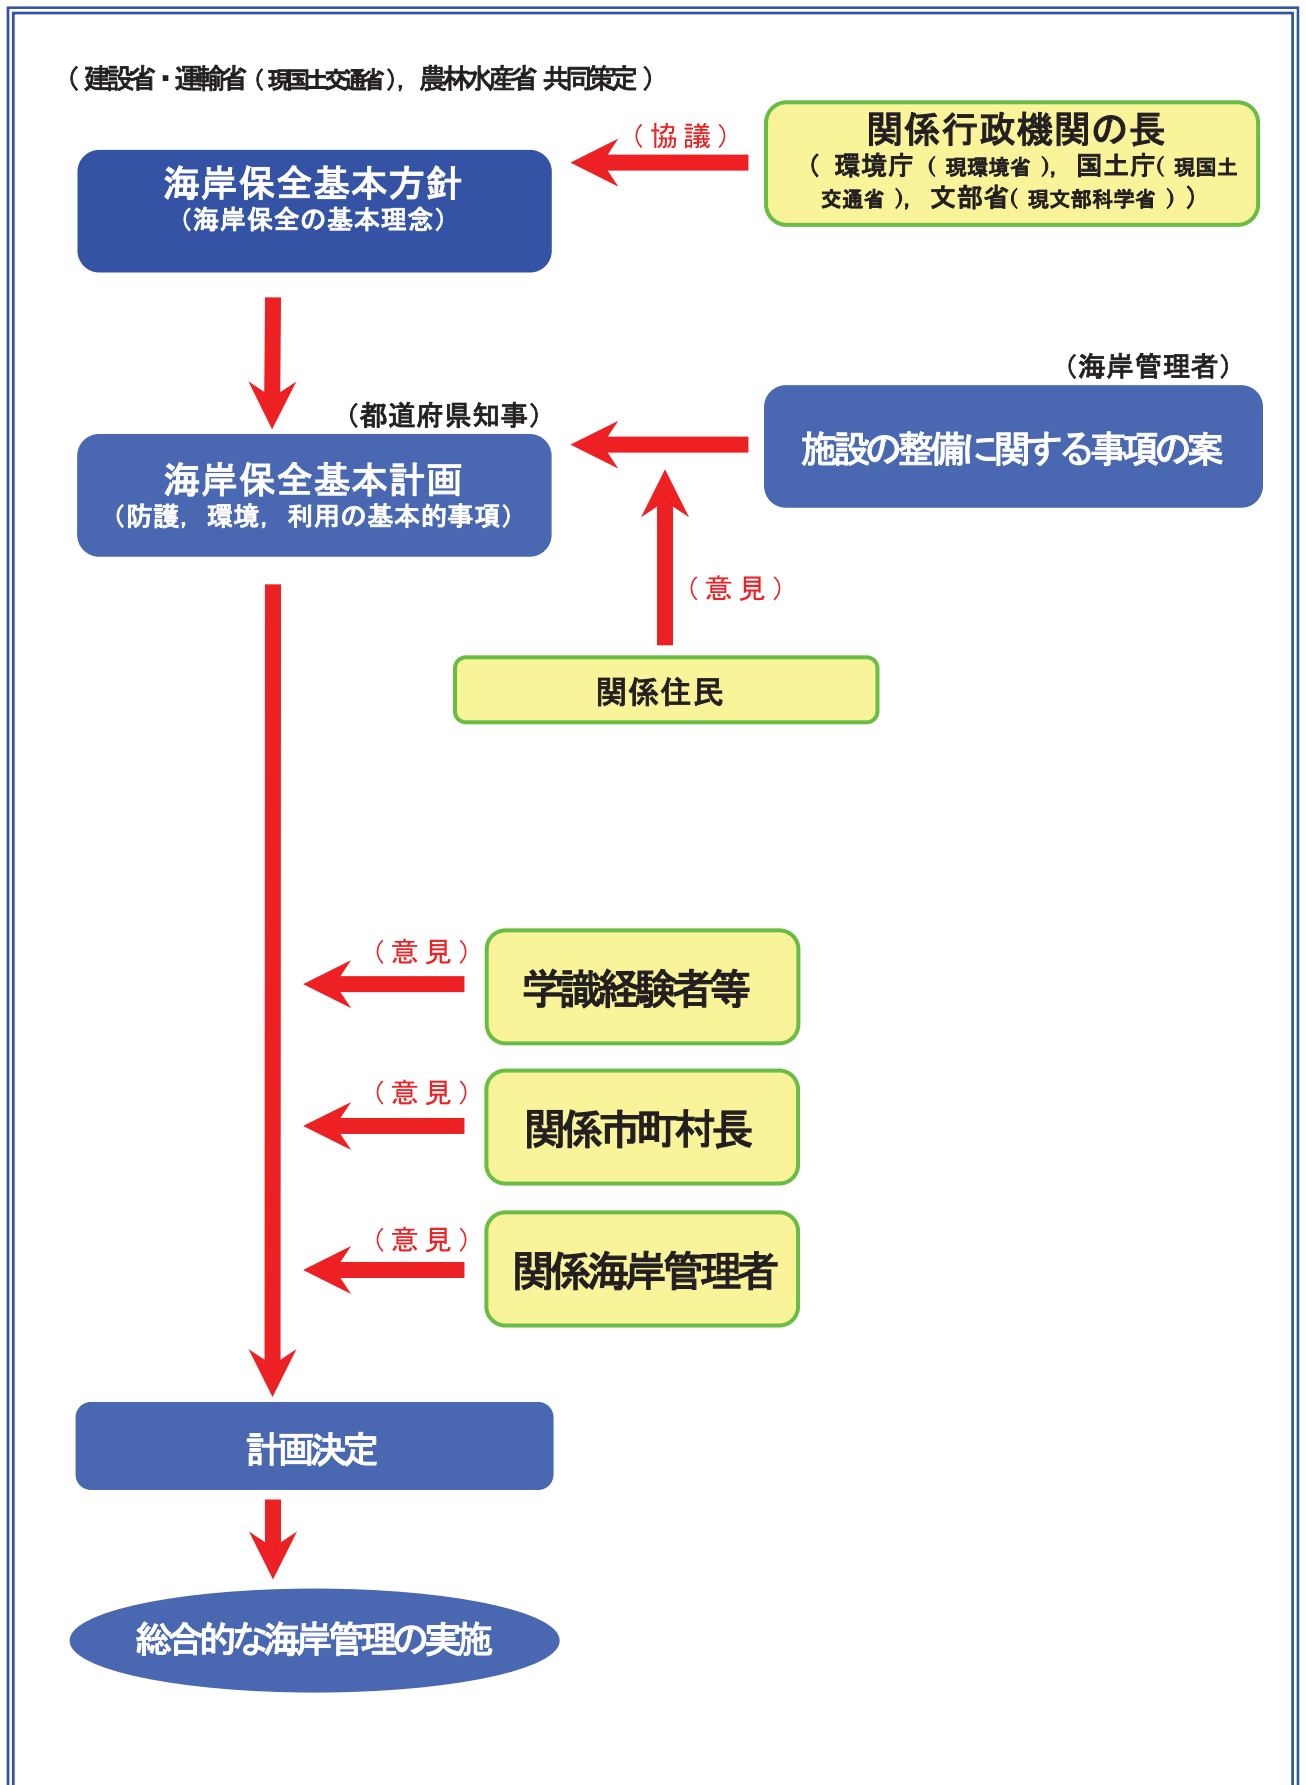 （建設省・運輸省（現国土交通省），農林水産省 共同策定）
（協議）
関係行政機関の長
（環境庁（現環境省），国土庁（現国土
交通省），文部省（現文部科学省））
海岸保全基本方針
（海岸保全の基本理念）
（海岸管理者）
施設の整備に関する事項の案
（都道府県知事）
海岸保全基本計画
（防護，環境，利用の基本的事項）
（意見）
関係住民
（意見）
学識経験者等
（意見）
関係市町村長
（意見）
関係海岸管理者
計画決定
総合的な海岸管理の実施